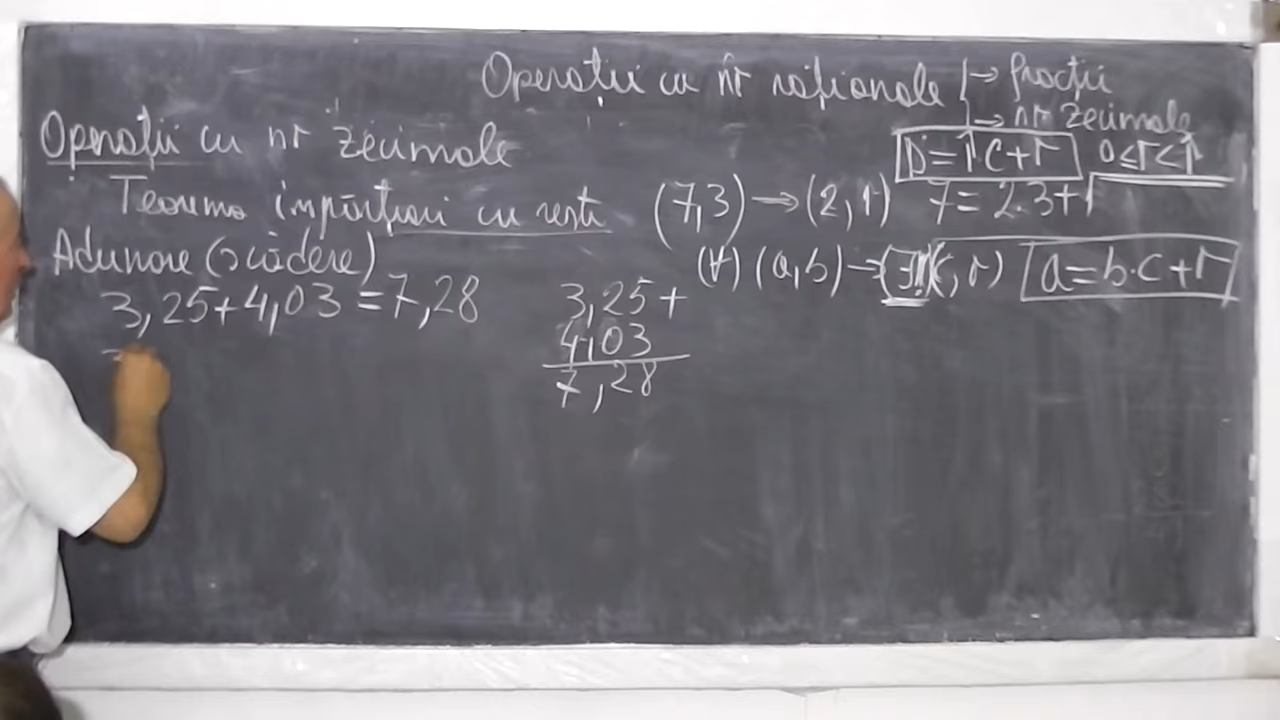 Operatii cu nr raționale → fracții
→ nr zecimale
Operații cu nr zecimale
D=Î·C+r 0≤r<Î
Teorema împărțirii cu rest (7,3)→(2,1) 7=2·3+1
Adunare (scădere) (∀) (a,b)→(∃!)(c,r) a=b·c+r
3,25+4,03=7,28
3,25+
4,03
7,28